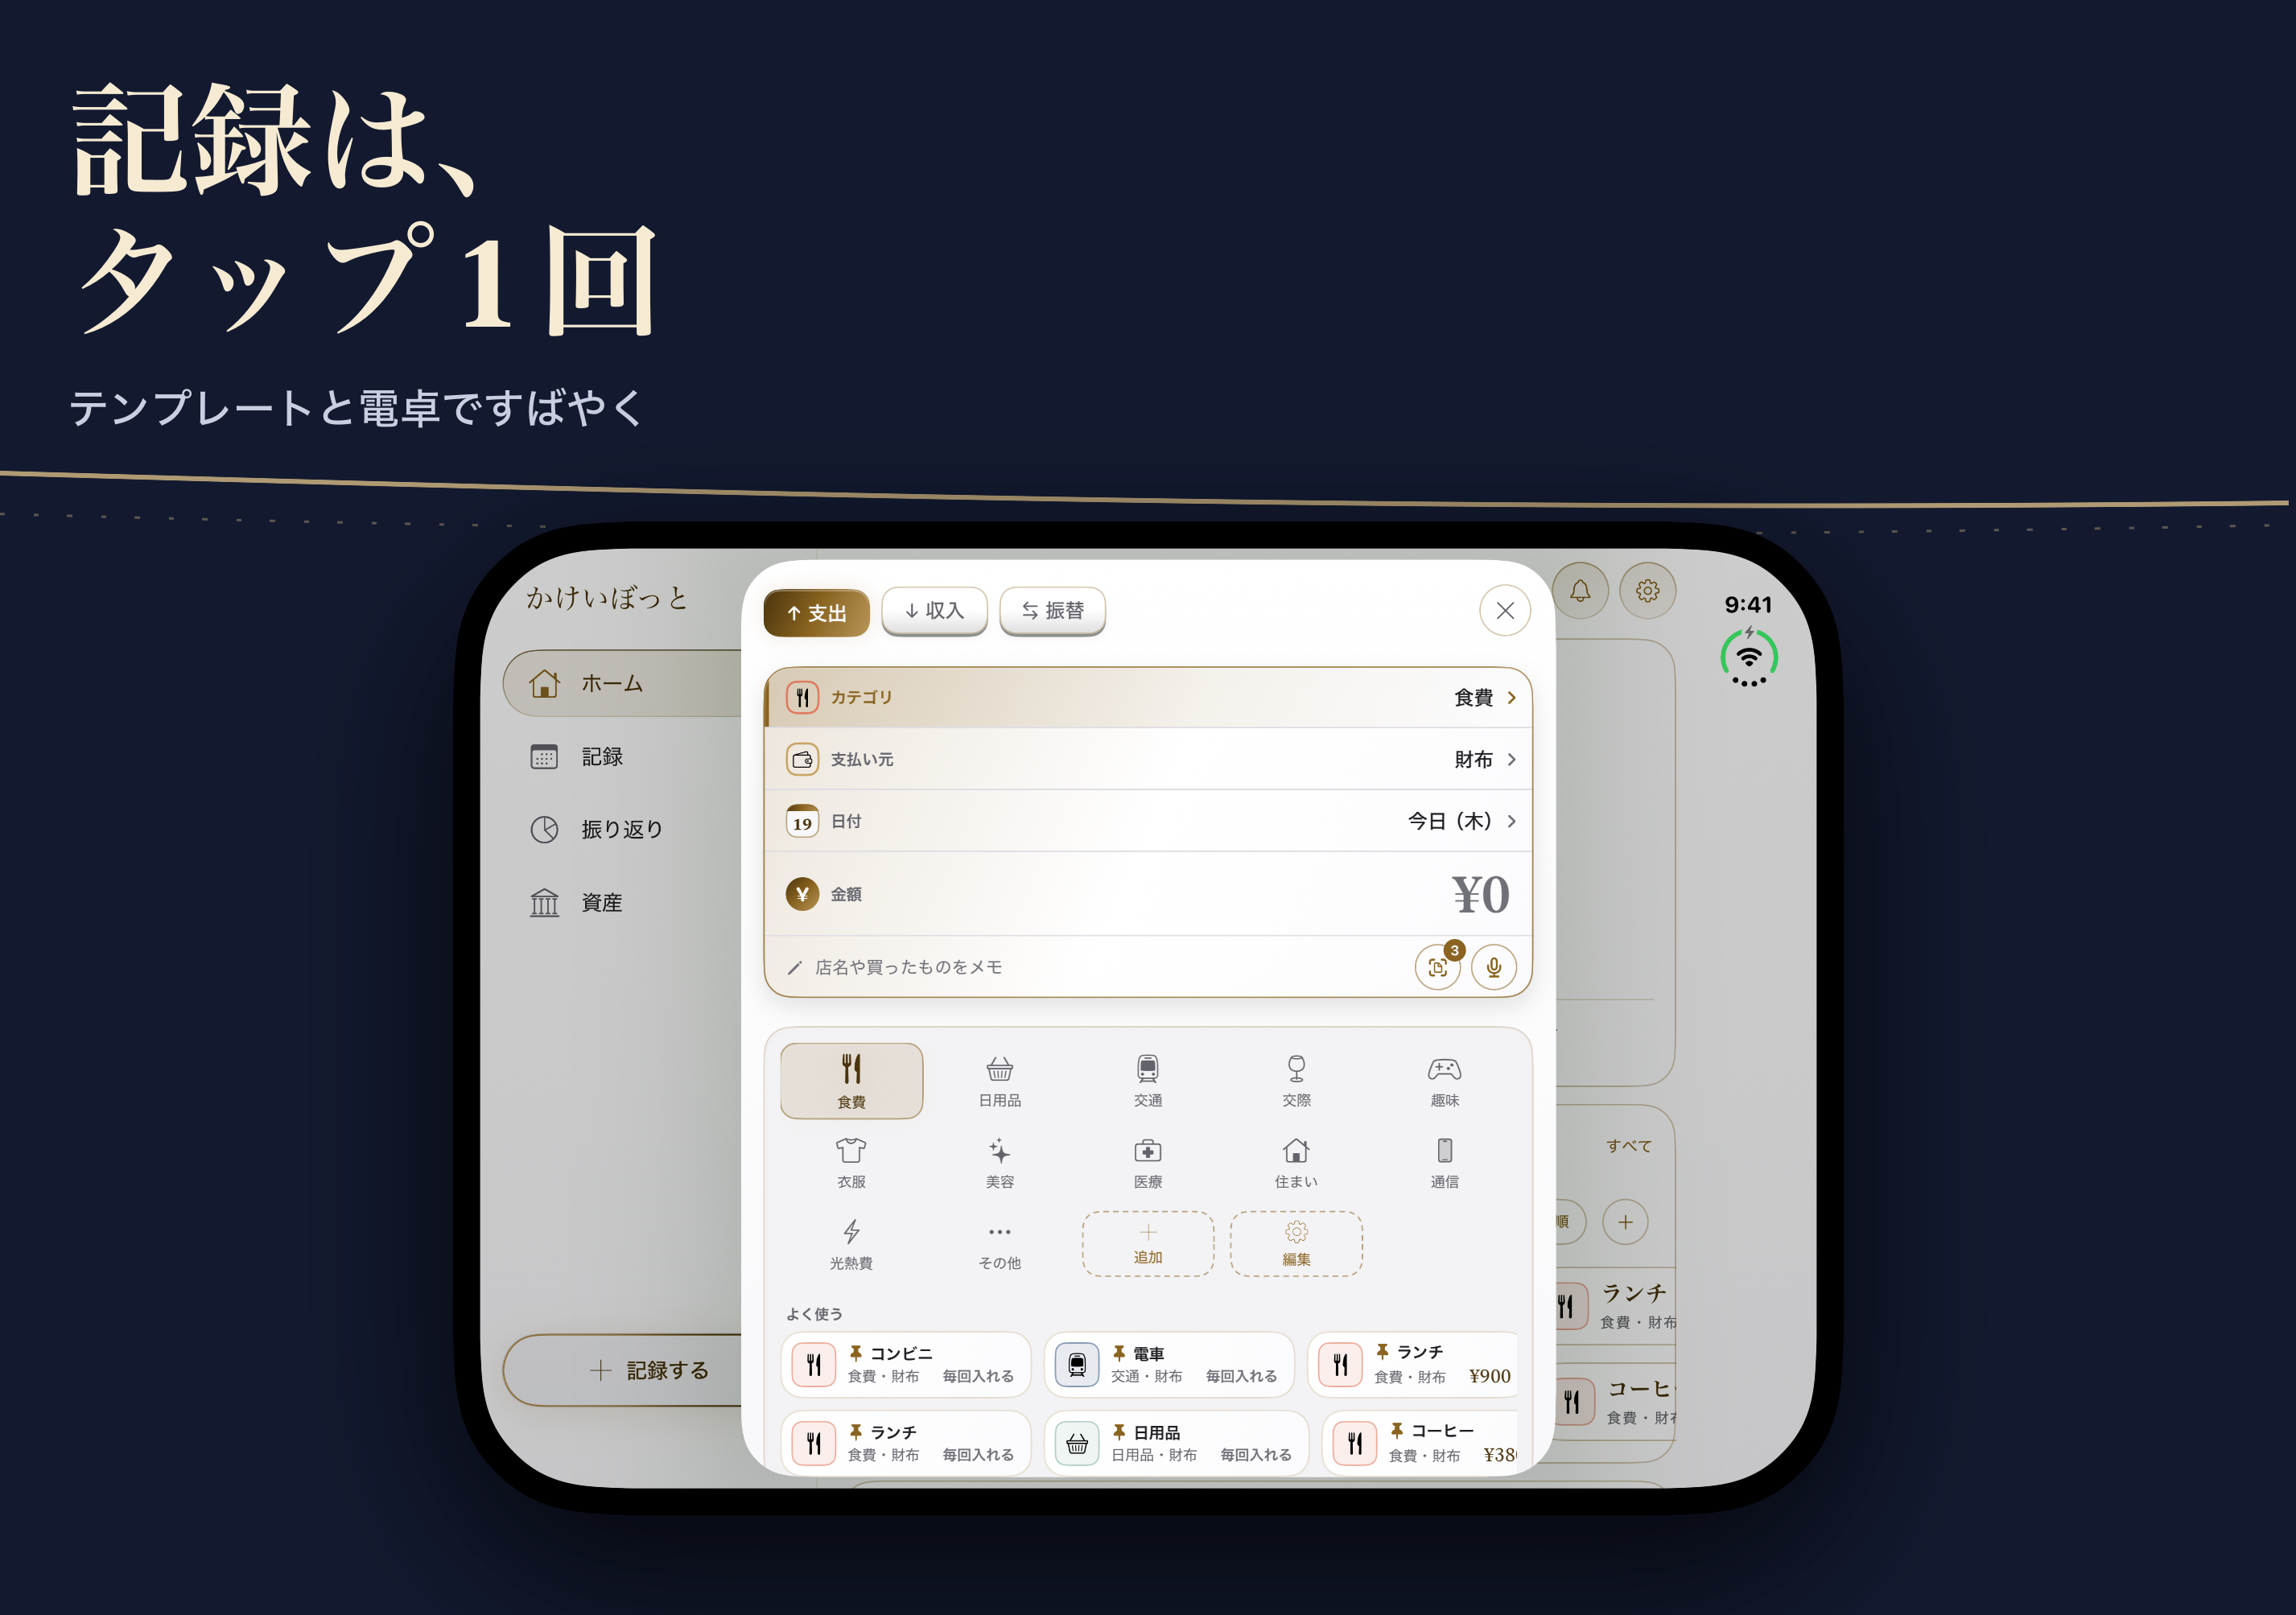 記録は、
タップ1回
テンプレートと電卓ですばやく
かけいぼっと
ホーム
記録
振り返り
資産
記録する
支出
収入
振替
9:41
カテゴリ
食費
支払い元
財布
19
日付
今日（木）
¥
金額
¥0
店名や買ったものをメモ
3
食費
日用品
交通
交際
趣味
衣服
美容
医療
住まい
通信
光熱費
その他
追加
編集
よく使う
コンビニ
食費・財布
毎回入れる
電車
交通・財布
毎回入れる
ランチ
食費・財布
¥900
ランチ
食費・財布
毎回入れる
日用品
日用品・財布
毎回入れる
コーヒー
食費・財布
¥38
すべて
順
ランチ
食費・財布
コーヒ
食費・財